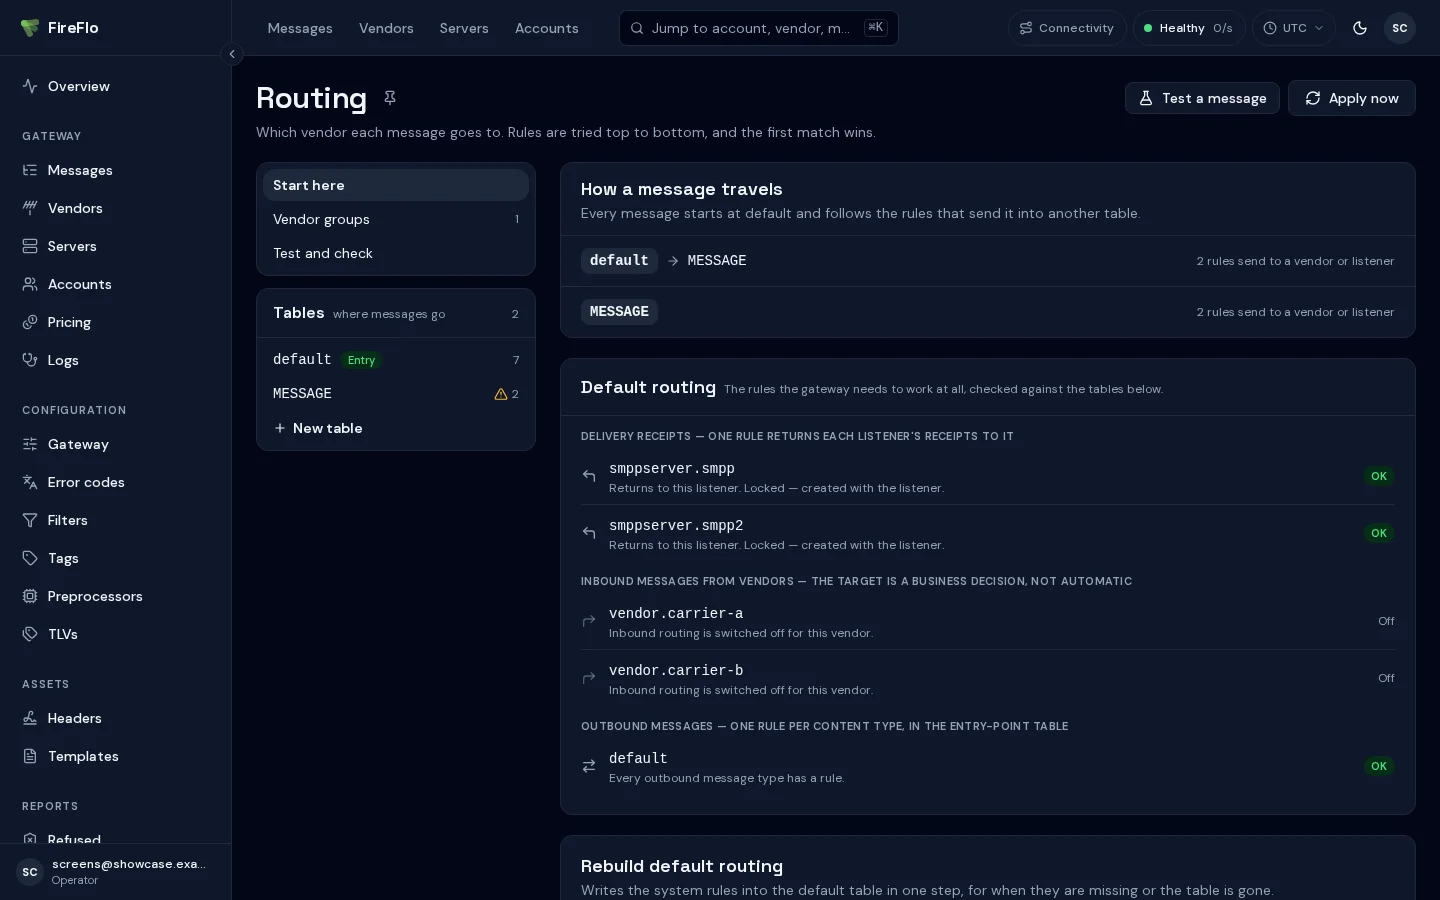 FireFlo
Messages
Vendors
Servers
Accounts
Jump to account, vendor, m...
⌘K
Connectivity
Healthy 0/s
UTC
SC
Overview
GATEWAY
Messages
Vendors
Servers
Accounts
Pricing
Logs
CONFIGURATION
Gateway
Error codes
Filters
Tags
Preprocessors
TLVs
ASSETS
Headers
Templates
REPORTS
Refused
SC
screens@showcase.exa...
Operator
Routing
Test a message
Apply now
Which vendor each message goes to. Rules are tried top to bottom, and the first match wins.
Start here
Vendor groups 1
Test and check
Tables where messages go 2
default Entry 7
MESSAGE 2
+ New table
How a message travels
Every message starts at default and follows the rules that send it into another table.
default → MESSAGE 2 rules send to a vendor or listener
MESSAGE 2 rules send to a vendor or listener
Default routing The rules the gateway needs to work at all, checked against the tables below.
DELIVERY RECEIPTS — ONE RULE RETURNS EACH LISTENER'S RECEIPTS TO IT
smppserver.smpp
Returns to this listener. Locked — created with the listener.
OK
smppserver.smpp2
Returns to this listener. Locked — created with the listener.
OK
INBOUND MESSAGES FROM VENDORS — THE TARGET IS A BUSINESS DECISION, NOT AUTOMATIC
vendor.carrier-a
Inbound routing is switched off for this vendor.
Off
vendor.carrier-b
Inbound routing is switched off for this vendor.
Off
OUTBOUND MESSAGES — ONE RULE PER CONTENT TYPE, IN THE ENTRY-POINT TABLE
default
Every outbound message type has a rule.
OK
Rebuild default routing
Writes the system rules into the default table in one step, for when they are missing or the table is gone.